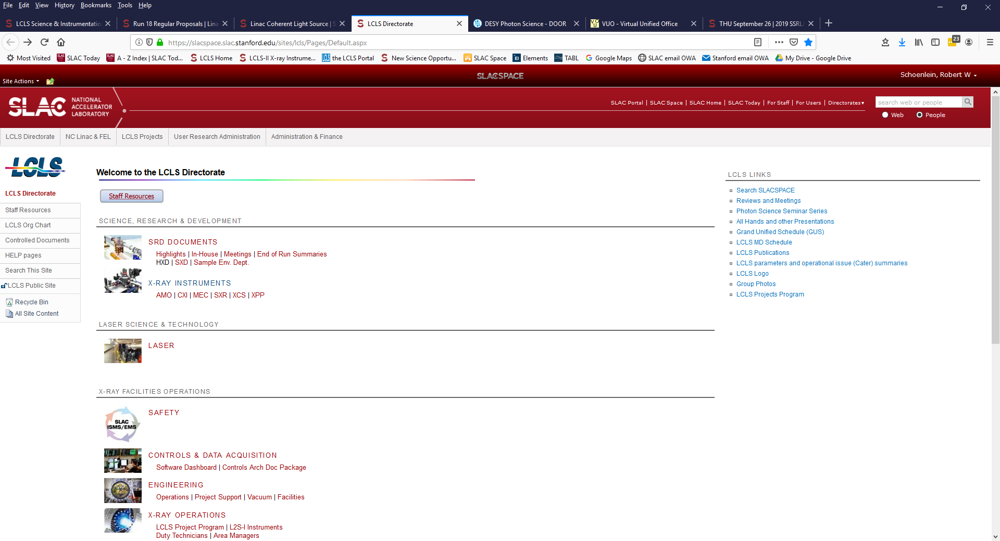 File Edit View History Bookmarks Tools Help
LCLS Science & Instrumentatio
Run 18 Regular Proposals | Lina
Linac Coherent Light Source | S
LCLS Directorate
DESY Photon Science - DOOR
VUO - Virtual Unified Office
THU September 26 | 2019 SSRL/
https://slacspace.slac.stanford.edu/sites/lcls/Pages/Default.aspx
23
Most Visited SLAC Today A - Z Index | SLAC Tod... LCLS Home LCLS-II X-ray Instrume... the LCLS Portal New Science Opportu... SLAC Space Elements TABL Google Maps SLAC email OWA Stanford email OWA My Drive - Google Drive
Site Actions
SLACSPACE
Schoenlein, Robert W
SLAC NATIONAL ACCELERATOR LABORATORY
SLAC Portal | SLAC Space | SLAC Home | SLAC Today | For Staff | For Users | Directorates
search web or people
Web People
LCLS Directorate NC Linac & FEL LCLS Projects User Research Administration Administration & Finance
LCLS
LCLS Directorate
Staff Resources
LCLS Org Chart
Controlled Documents
HELP pages
Search This Site
LCLS Public Site
Recycle Bin
All Site Content
Welcome to the LCLS Directorate
Staff Resources
SCIENCE, RESEARCH & DEVELOPMENT
SRD DOCUMENTS
Highlights | In-House | Meetings | End of Run Summaries
HXD | SXD | Sample Env. Dept.
X-RAY INSTRUMENTS
AMO | CXI | MEC | SXR | XCS | XPP
LASER SCIENCE & TECHNOLOGY
LASER
X-RAY FACILITIES OPERATIONS
SLAC
ISMS/EMS
SAFETY
CONTROLS & DATA ACQUISITION
Software Dashboard | Controls Arch Doc Package
ENGINEERING
Operations | Project Support | Vacuum | Facilities
X-RAY OPERATIONS
LCLS Project Program | L2S-I Instruments
Duty Technicians | Area Managers
LCLS LINKS
Search SLACSPACE
Reviews and Meetings
Photon Science Seminar Series
All Hands and other Presentations
Grand Unified Schedule (GUS)
LCLS MD Schedule
LCLS Publications
LCLS parameters and operational issue (Cater) summaries
LCLS Logo
Group Photos
LCLS Projects Program